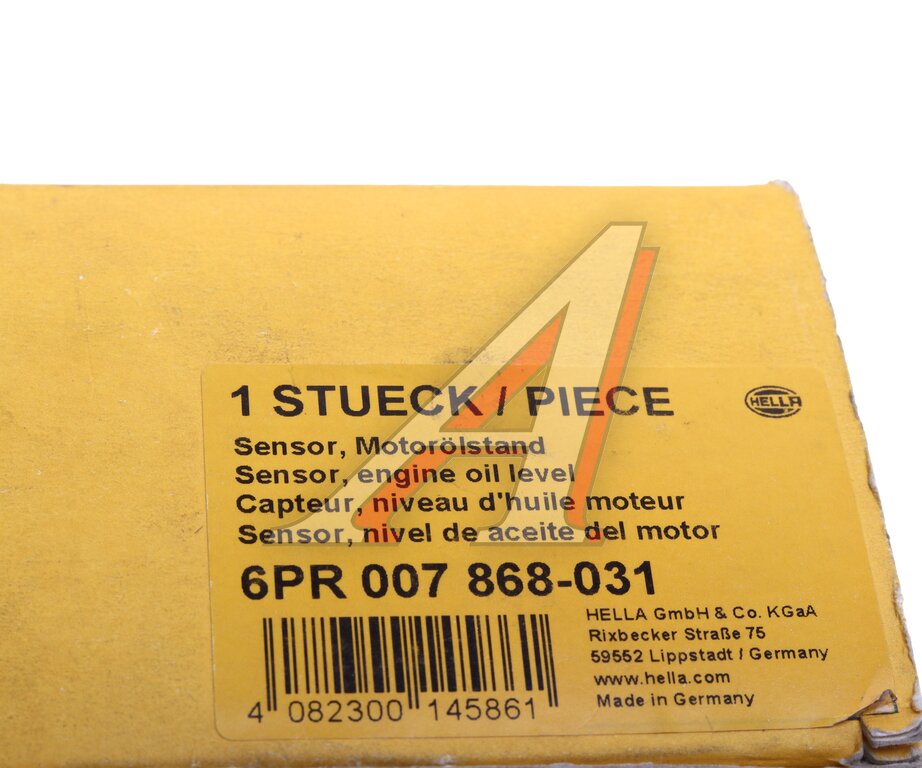 1 STUECK / PIECE
HELLA
Sensor, Motorölstand
Sensor, engine oil level
Capteur, niveau d'huile moteur
Sensor, nivel de aceite del motor
6PR 007 868-031
HELLA GmbH & Co. KGaA
Rixbecker Straße 75
59552 Lippstadt / Germany
www.hella.com
Made in Germany
4 082300 145861